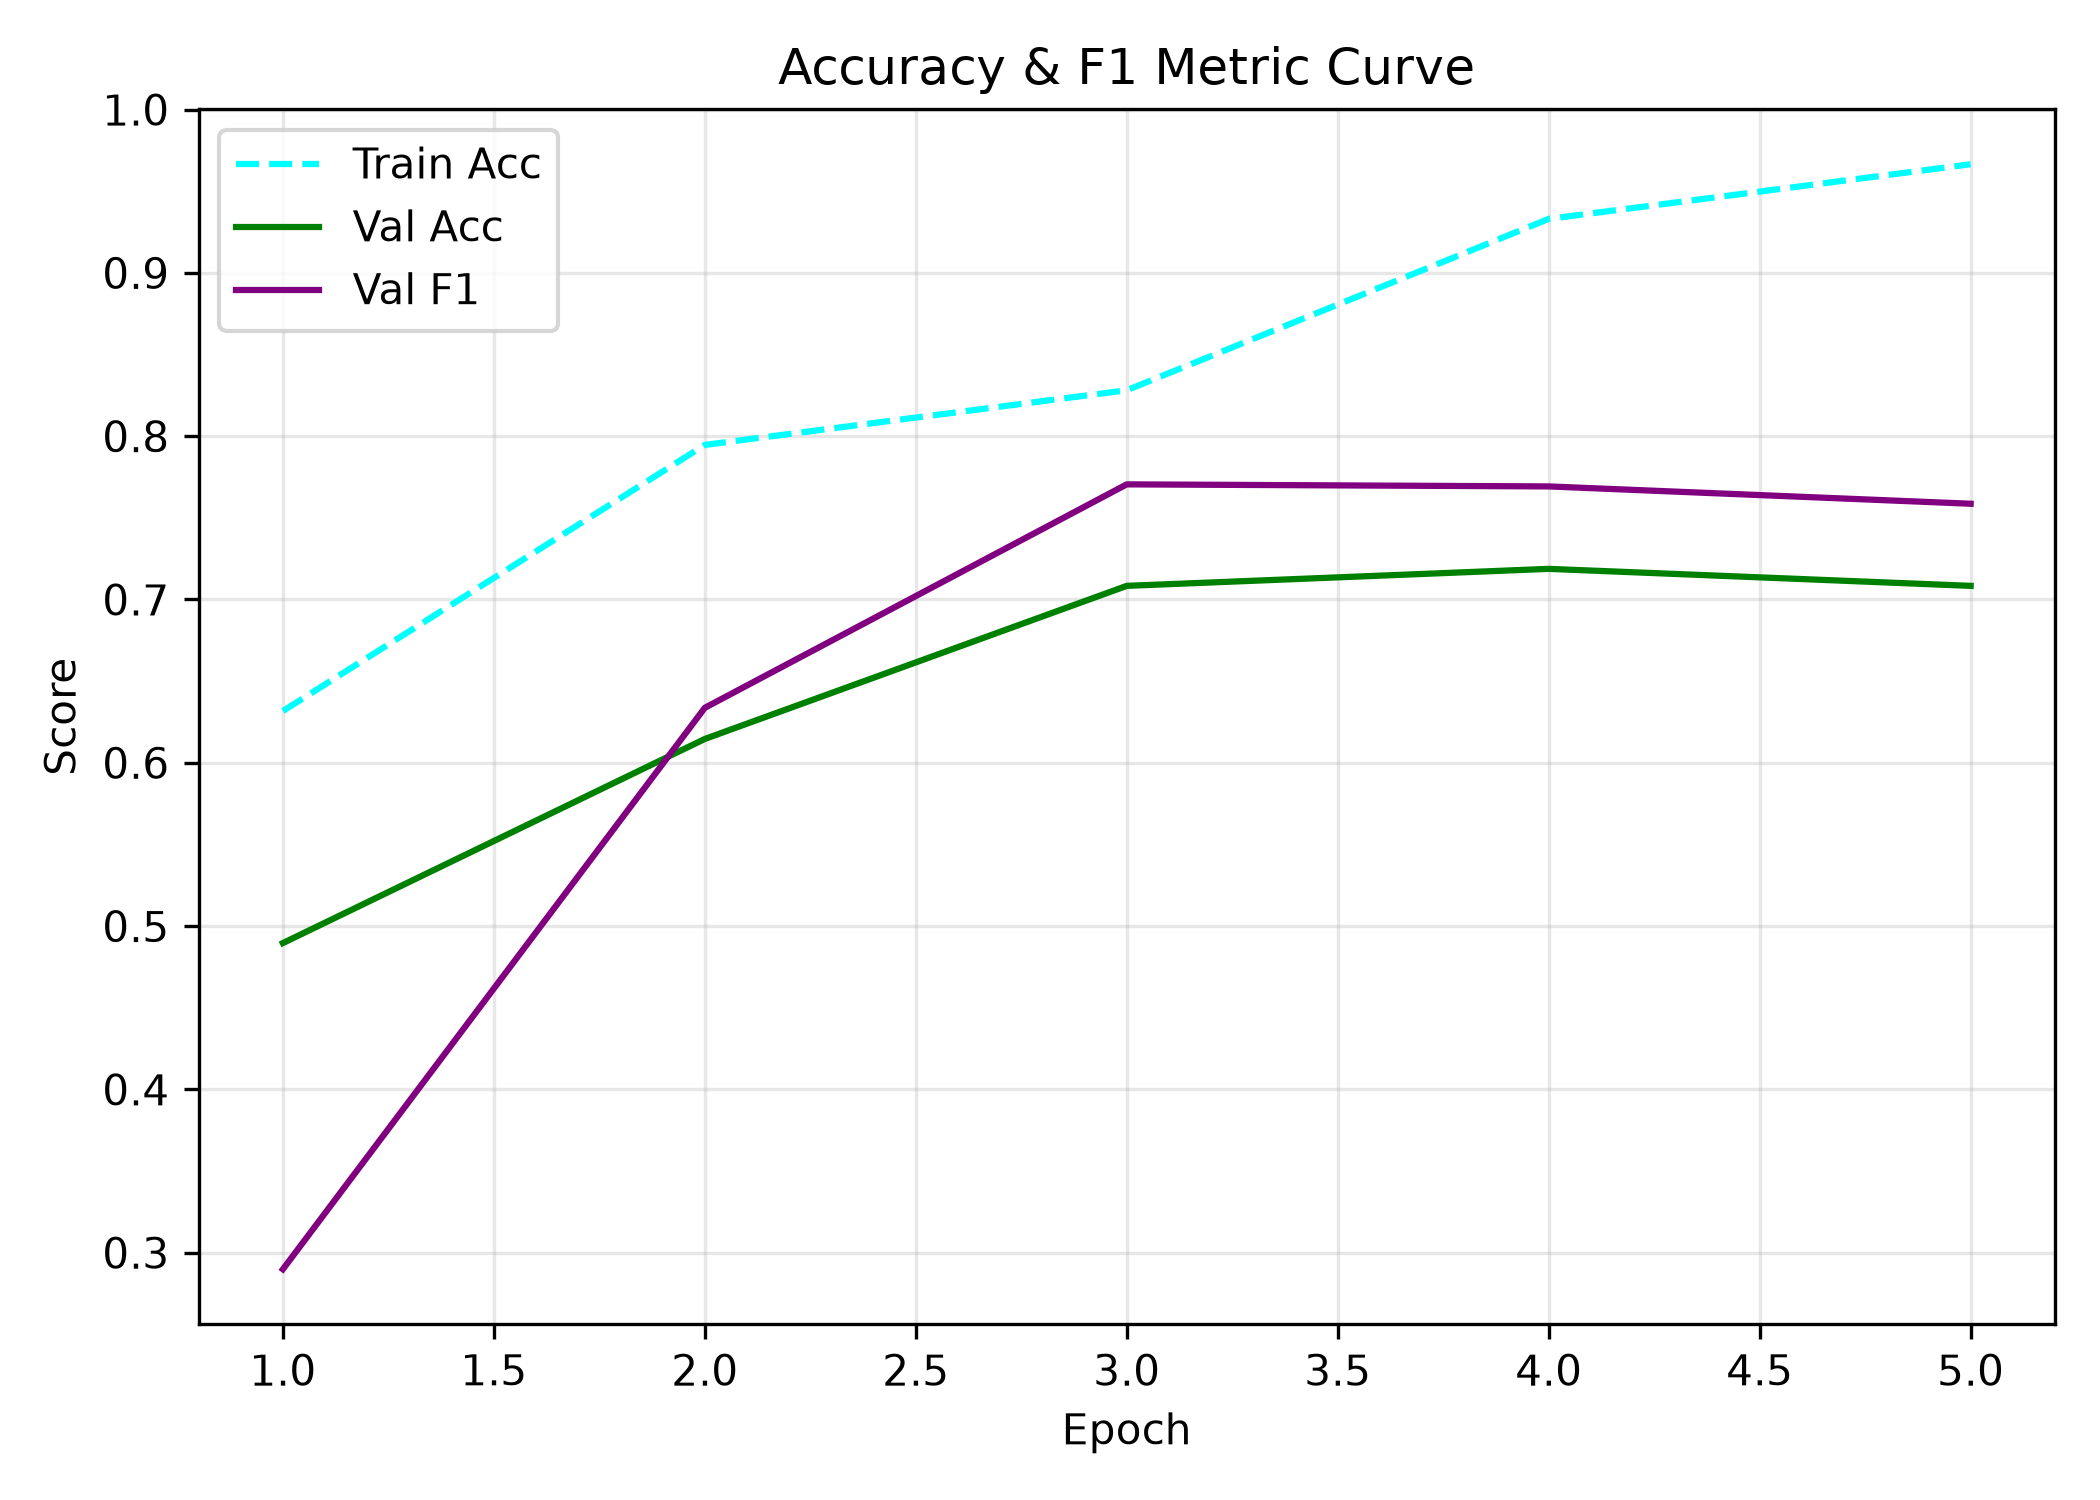 Accuracy & F1 Metric Curve
Train Acc
Val Acc
Val F1
1.0
0.9
0.8
0.7
0.6
0.5
0.4
0.3
Score
1.0 1.5 2.0 2.5 3.0 3.5 4.0 4.5 5.0
Epoch